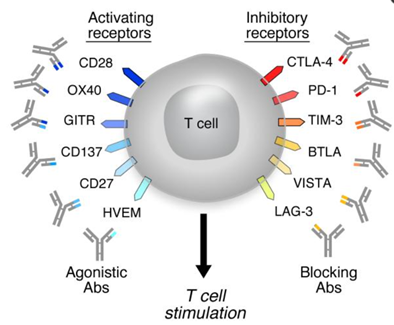 Activating
receptors
Inhibitory
receptors
CD28
OX40
GITR
CD137
CD27
HVEM
T cell
CTLA-4
PD-1
TIM-3
BTLA
VISTA
LAG-3
Agonistic
Abs
T cell
stimulation
Blocking
Abs